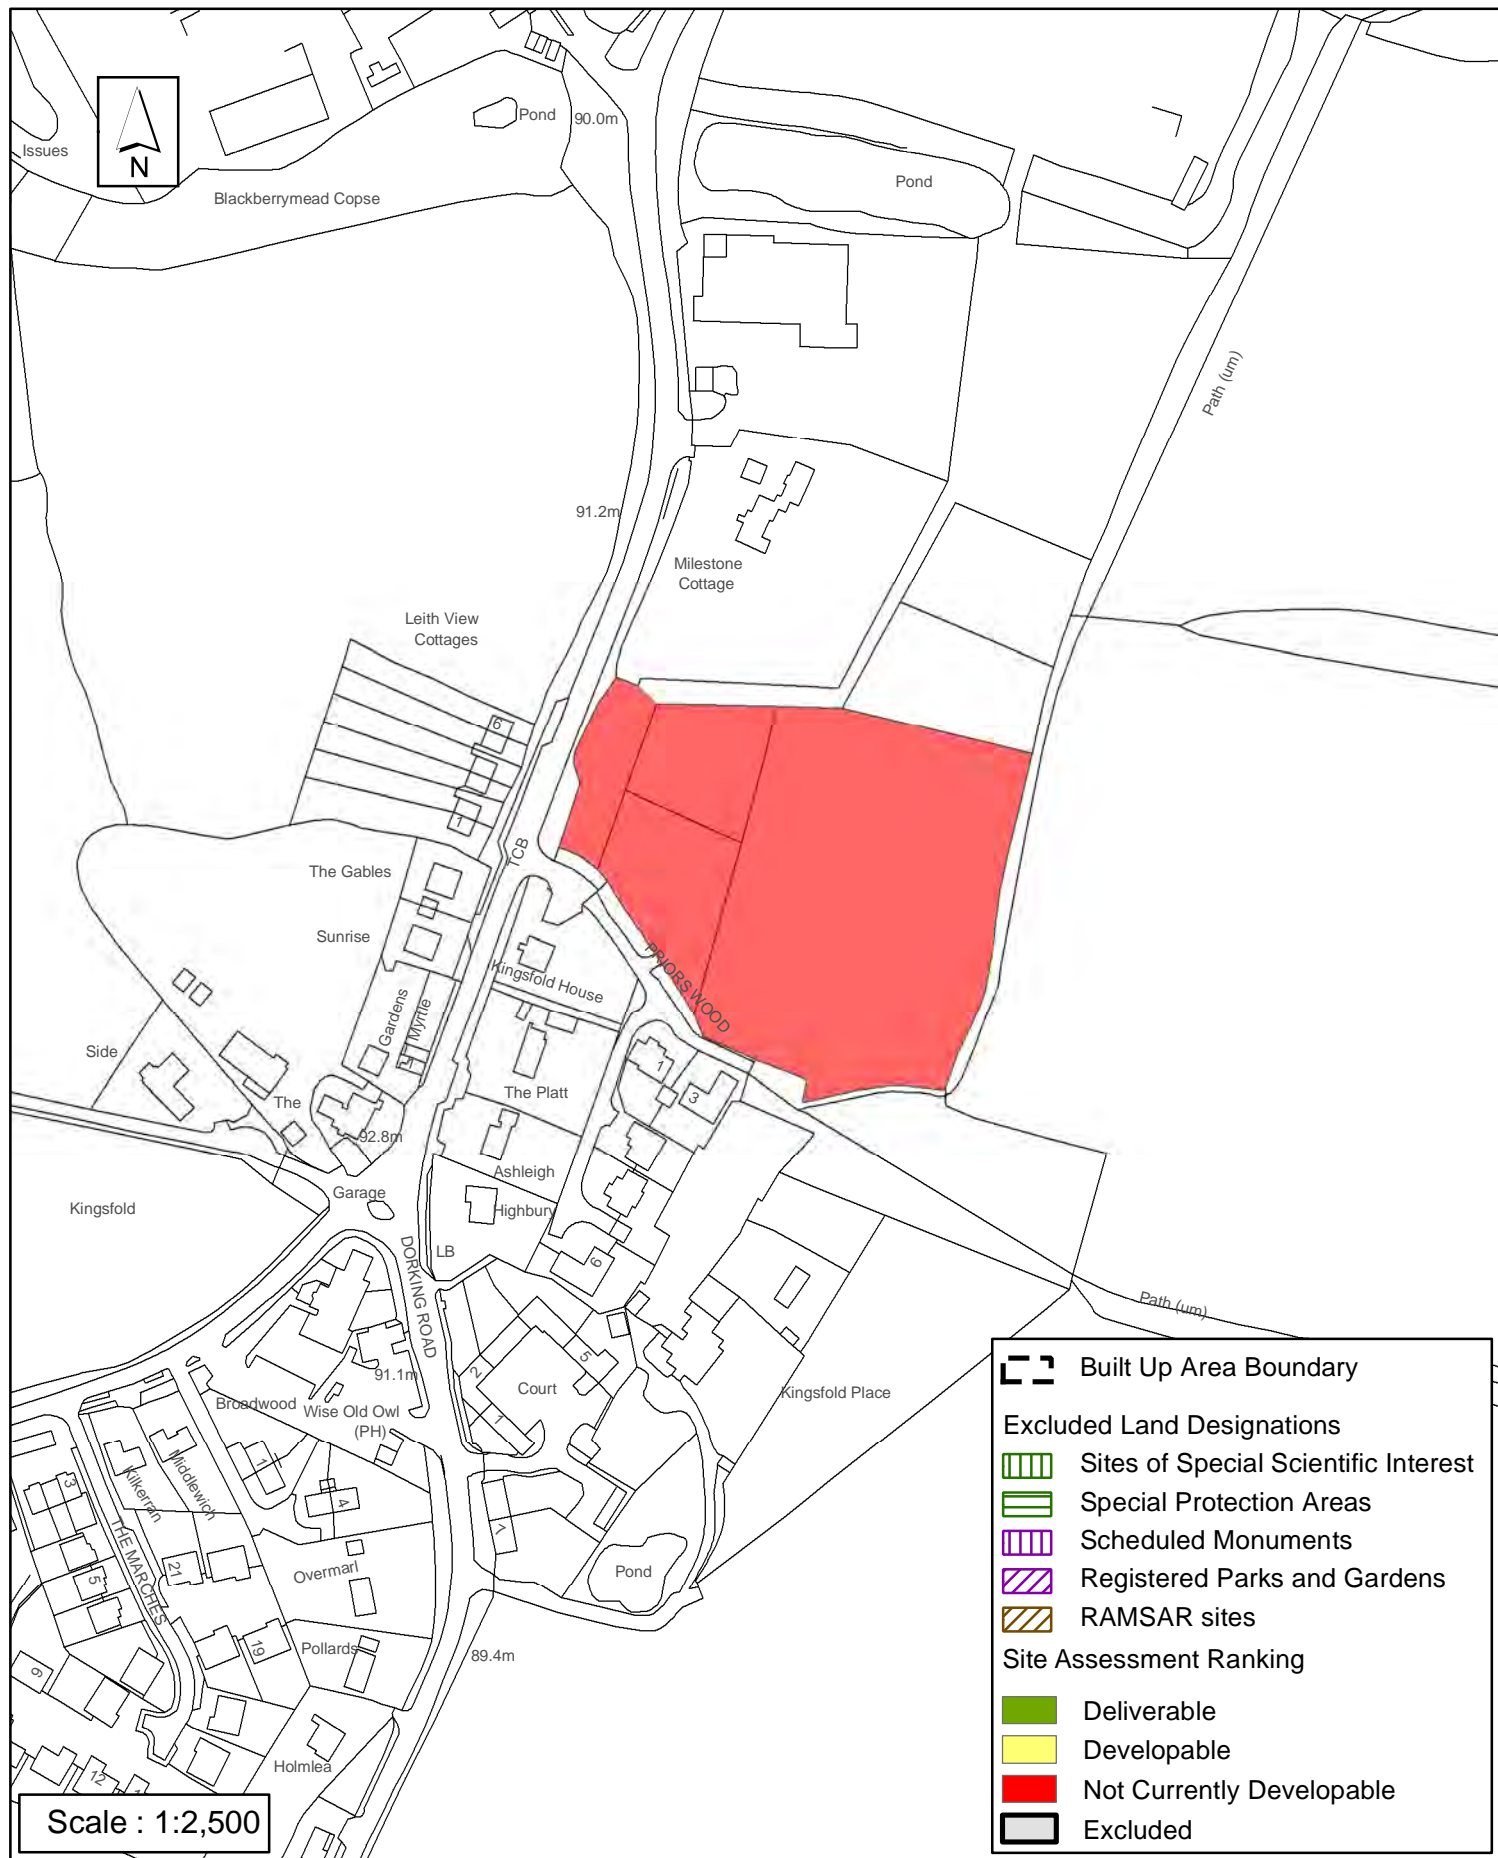 Pond
90.0m
Issues
N
Blackberrymead Copse
Pond
Path (um)
91.2m
Milestone
Cottage
Leith View
Cottages
6
1
TCB
The Gables
Sunrise
Kingsfold House
PRIORS WOOD
Gardens
Myrtle
Side
The
1
3
The Platt
92.8m
Ashleigh
Garage
Highbury
Kingsfold
LB
DORKING ROAD
6
Path (um)
91.1m
2
5
Court
1
Kingsfold Place
Broadwood
Wise Old Owl
(PH)
Kilkerran
Middlewich
1
3
4
7
THE MARCHES
21
5
Overmarl
Pond
19
Pollards
89.4m
9
Holmlea
12
Scale : 1:2,500
Built Up Area Boundary
Excluded Land Designations
Sites of Special Scientific Interest
Special Protection Areas
Scheduled Monuments
Registered Parks and Gardens
RAMSAR sites
Site Assessment Ranking
Deliverable
Developable
Not Currently Developable
Excluded